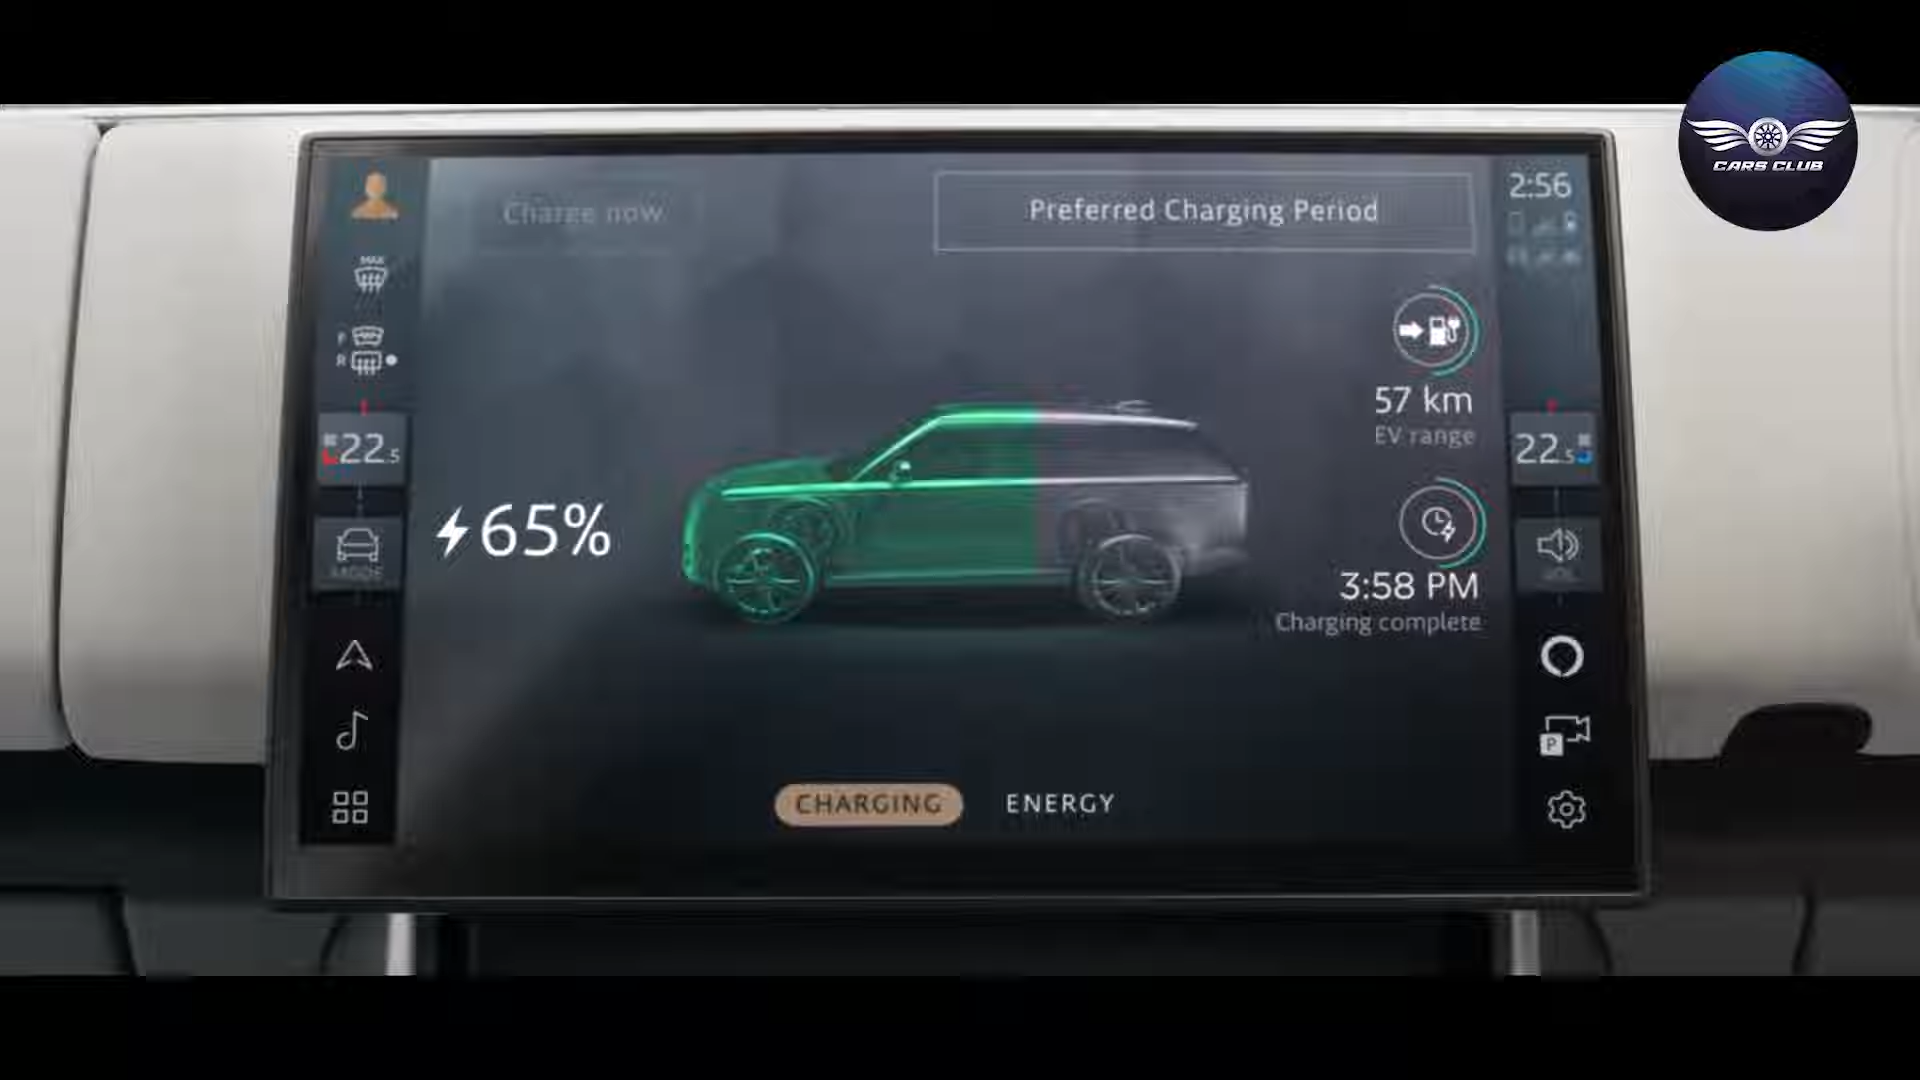 CARS CLUB
Charge now
Preferred Charging Period
2:56
MAX
F
R
57 km
EV range
22.5
22.5
65%
MODE
3:58 PM
Charging complete
P
CHARGING
ENERGY